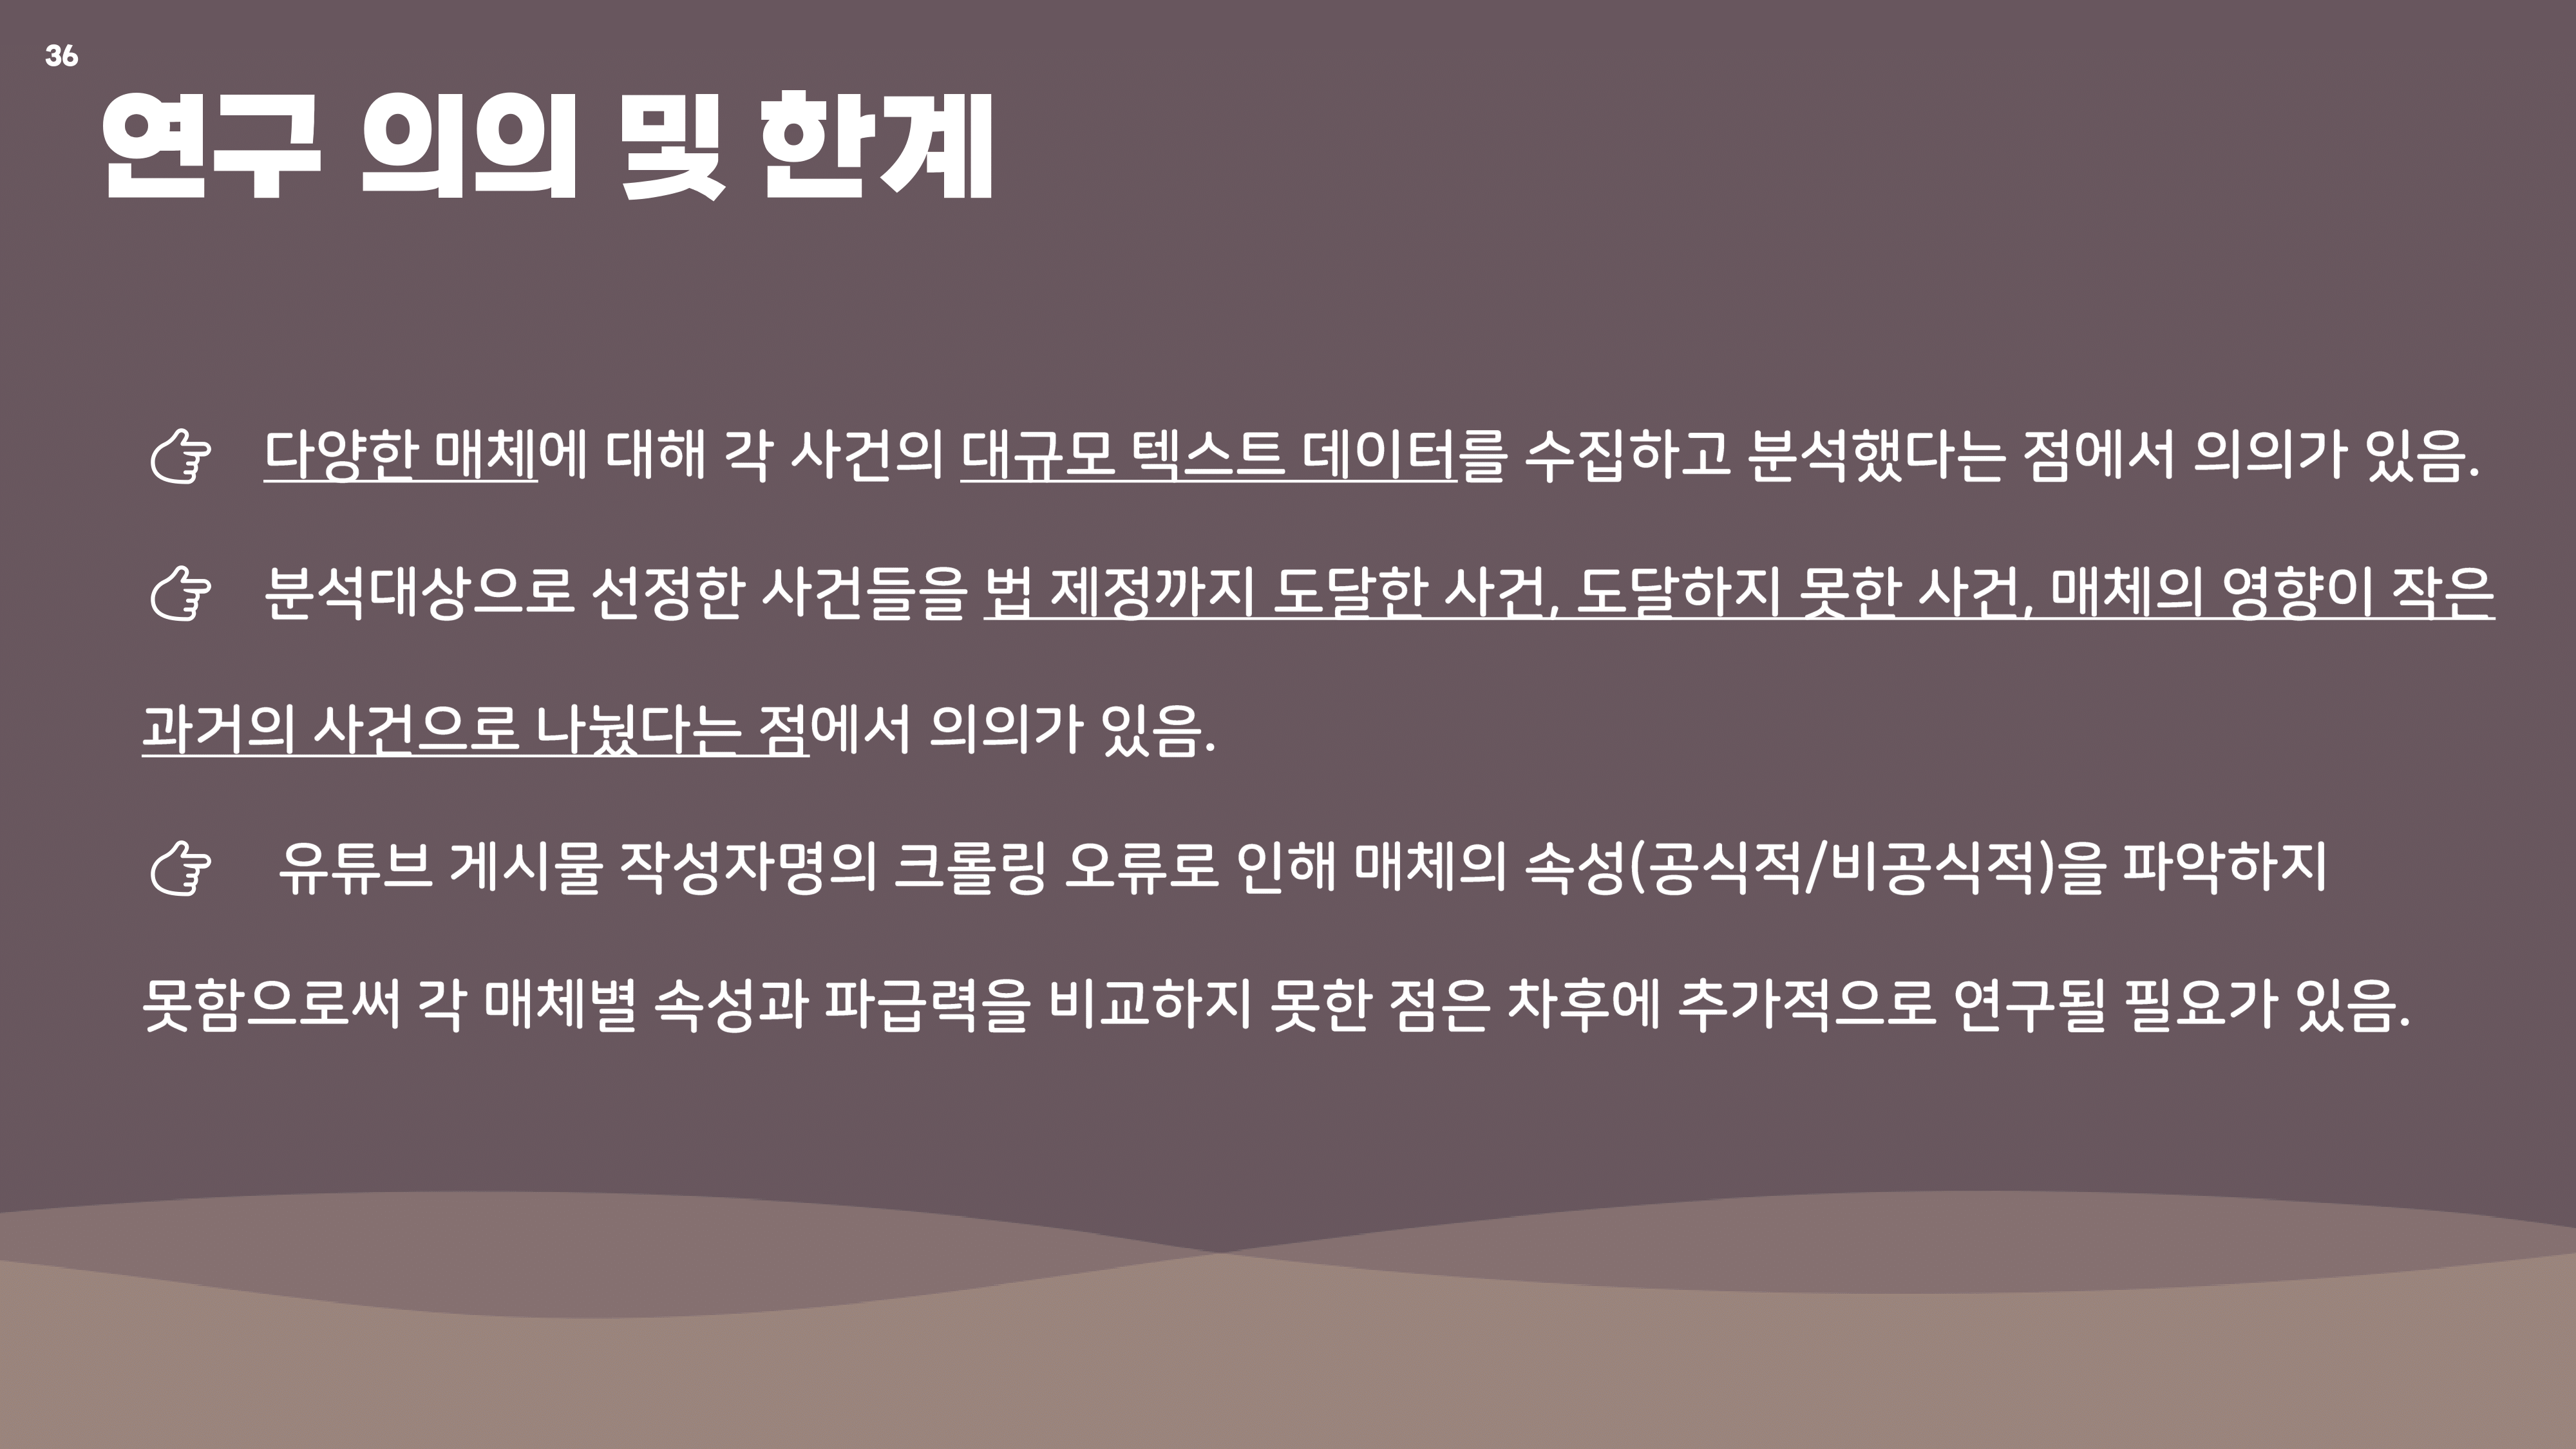 36
연구 의의 및 한계
다양한 매체에 대해 각 사건의 대규모 텍스트 데이터를 수집하고 분석했다는 점에서 의의가 있음.
분석대상으로 선정한 사건들을 법 제정까지 도달한 사건, 도달하지 못한 사건, 매체의 영향이 작은
과거의 사건으로 나눴다는 점에서 의의가 있음.
유튜브 게시물 작성자명의 크롤링 오류로 인해 매체의 속성(공식적/비공식적)을 파악하지
못함으로써 각 매체별 속성과 파급력을 비교하지 못한 점은 차후에 추가적으로 연구될 필요가 있음.